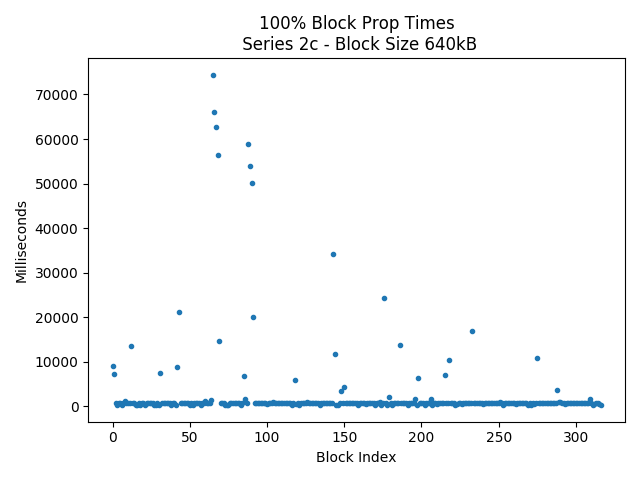 100% Block Prop Times
Series 2c - Block Size 640kB
70000
60000
50000
40000
30000
20000
10000
0
Milliseconds
0 50 100 150 200 250 300
Block Index